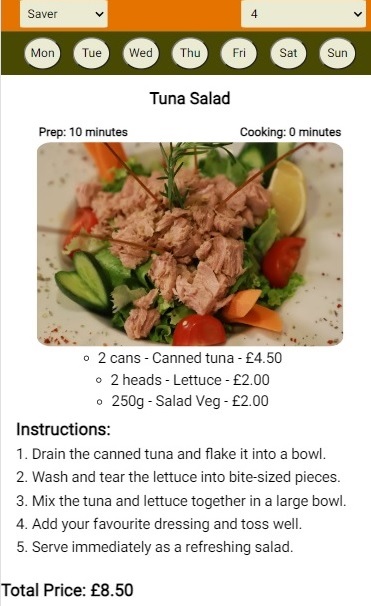 Saver 4
Mon Tue Wed Thu Fri Sat Sun
Tuna Salad
Prep: 10 minutes Cooking: 0 minutes
2 cans - Canned tuna - £4.50
2 heads - Lettuce - £2.00
250g - Salad Veg - £2.00
Instructions:
1. Drain the canned tuna and flake it into a bowl.
2. Wash and tear the lettuce into bite-sized pieces.
3. Mix the tuna and lettuce together in a large bowl.
4. Add your favourite dressing and toss well.
5. Serve immediately as a refreshing salad.
Total Price: £8.50